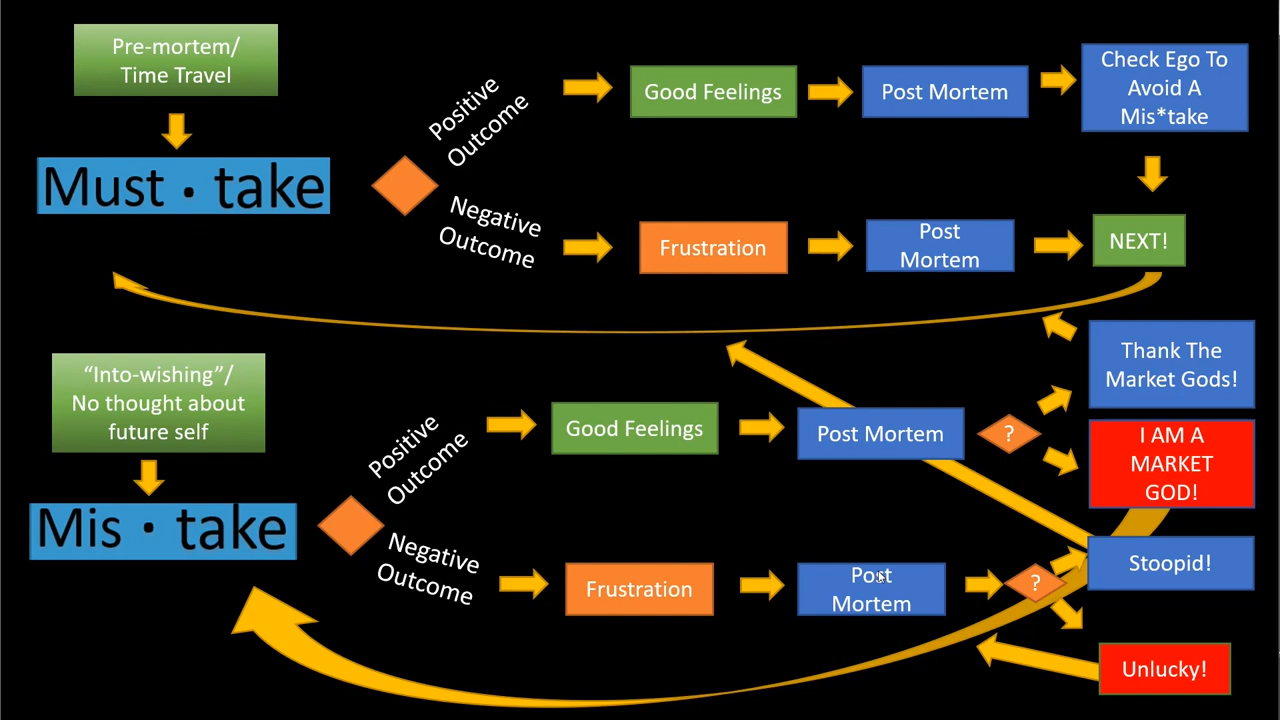 Pre-mortem/
Time Travel
Must · take
Positive
Outcome
Negative
Outcome
Good Feelings
Post Mortem
Check Ego To
Avoid A
Mis*take
Frustration
Post
Mortem
NEXT!
“Into-wishing”/
No thought about
future self
Mis · take
Positive
Outcome
Negative
Outcome
Good Feelings
Post Mortem
?
Thank The
Market Gods!
I AM A
MARKET
GOD!
Frustration
Post
Mortem
?
Stoopid!
Unlucky!